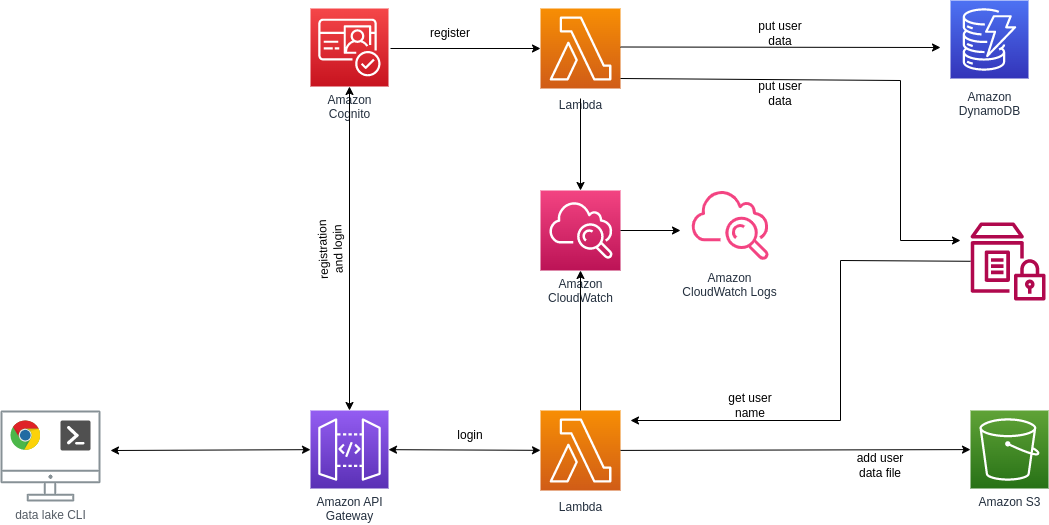 register
put user
data
Amazon
Cognito
Lambda
put user
data
Amazon
DynamoDB
registration
and login
Amazon
CloudWatch
Amazon
CloudWatch Logs
get user
name
login
add user
data file
data lake CLI
Amazon API
Gateway
Lambda
Amazon S3